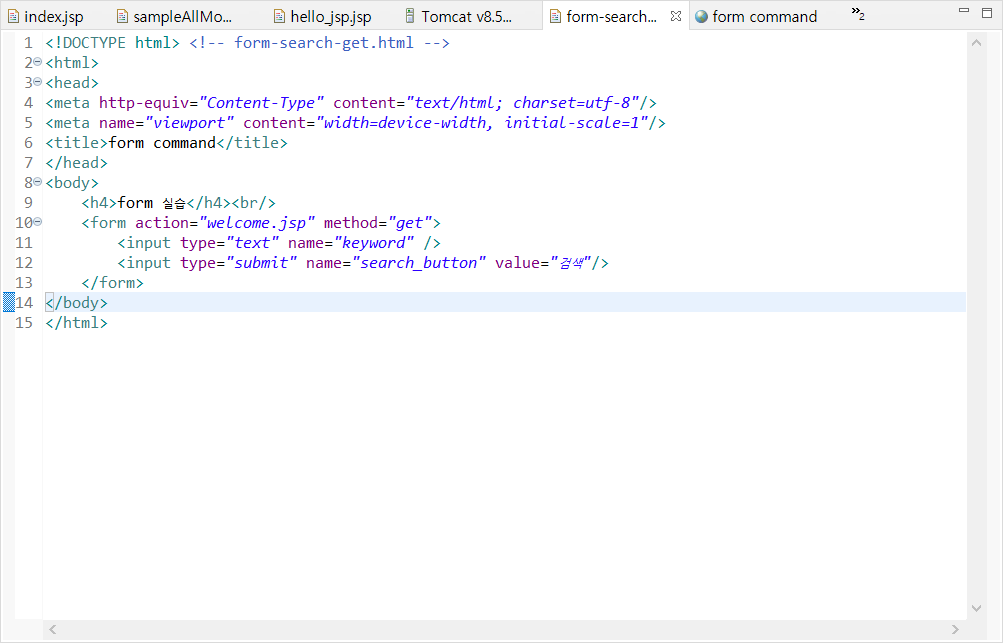 index.jsp sampleAllMo... hello_jsp.jsp Tomcat v8.5... form-search... form command »2
1 <!DOCTYPE html> <!-- form-search-get.html -->
2 <html>
3 <head>
4 <meta http-equiv="Content-Type" content="text/html; charset=utf-8"/>
5 <meta name="viewport" content="width=device-width, initial-scale=1"/>
6 <title>form command</title>
7 </head>
8 <body>
9     <h4>form 실습</h4><br/>
10     <form action="welcome.jsp" method="get">
11         <input type="text" name="keyword" />
12         <input type="submit" name="search_button" value="검색"/>
13     </form>
14 </body>
15 </html>